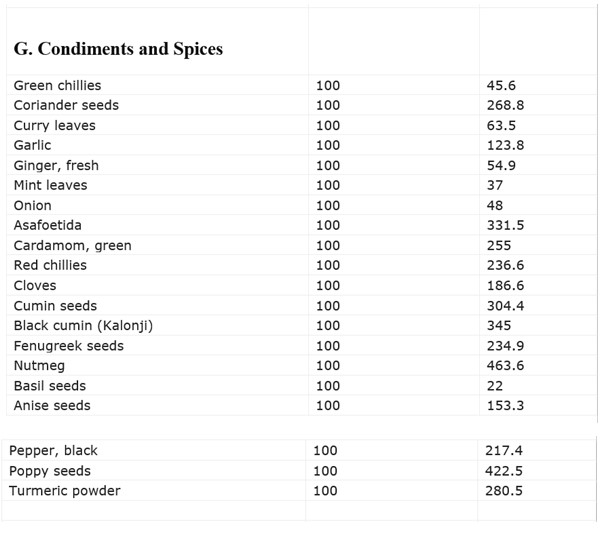 G. Condiments and Spices
Green chillies 100 45.6
Coriander seeds 100 268.8
Curry leaves 100 63.5
Garlic 100 123.8
Ginger, fresh 100 54.9
Mint leaves 100 37
Onion 100 48
Asafoetida 100 331.5
Cardamom, green 100 255
Red chillies 100 236.6
Cloves 100 186.6
Cumin seeds 100 304.4
Black cumin (Kalonji) 100 345
Fenugreek seeds 100 234.9
Nutmeg 100 463.6
Basil seeds 100 22
Anise seeds 100 153.3
Pepper, black 100 217.4
Poppy seeds 100 422.5
Turmeric powder 100 280.5